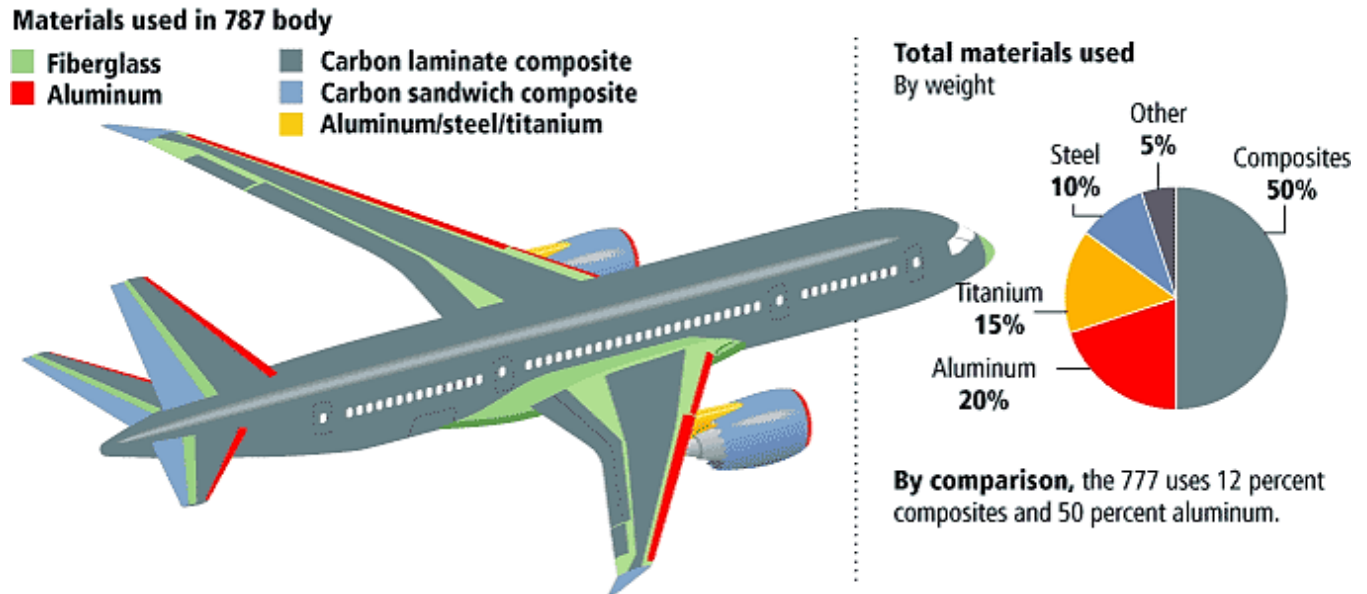 Materials used in 787 body
Fiberglass
Aluminum
Carbon laminate composite
Carbon sandwich composite
Aluminum/steel/titanium
Total materials used
By weight
Other
5%
Steel
10%
Composites
50%
Titanium
15%
Aluminum
20%
By comparison, the 777 uses 12 percent
composites and 50 percent aluminum.